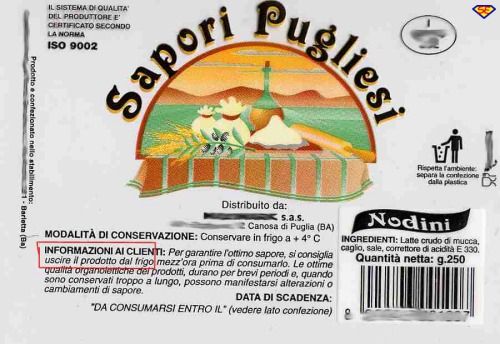 IL SISTEMA DI QUALITA'
DEL PRODUTTORE E'
CERTIFICATO SECONDO
LA NORMA
ISO 9002
Sapori Pugliesi
Prodotto e confezionato nello stabilimento:
1 - Barletta (Ba)
Rispetta l'ambiente:
separa la confezione
dalla plastica
Distribuito da:
s.a.s.
Canosa di Puglia (BA)
MODALITÀ DI CONSERVAZIONE: Conservare in frigo a + 4° C
INFORMAZIONI AI CLIENTI: Per garantire l'ottimo sapore, si consiglia
uscire il prodotto dal frigo mezz'ora prima di consumarlo. Le ottime
qualità organolettiche dei prodotti, durano per brevi periodi e, quando
sono conservati troppo a lungo, possono manifestarsi alterazioni o
cambiamenti di sapore.
DATA DI SCADENZA:
"DA CONSUMARSI ENTRO IL" (vedere lato confezione)
Nodini
INGREDIENTI: Latte crudo di mucca,
caglio, sale, correttore di acidità E 330.
Quantità netta: g.250